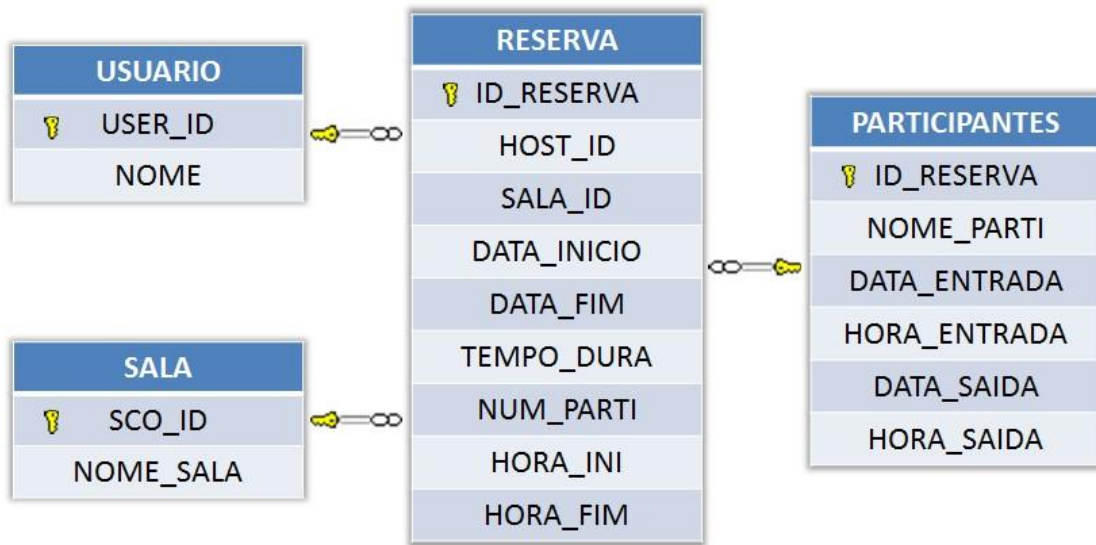 USUARIO
USER_ID
NOME
SALA
SCO_ID
NOME_SALA
RESERVA
ID_RESERVA
HOST_ID
SALA_ID
DATA_INICIO
DATA_FIM
TEMPO_DURA
NUM_PARTI
HORA_INI
HORA_FIM
PARTICIPANTES
ID_RESERVA
NOME_PARTI
DATA_ENTRADA
HORA_ENTRADA
DATA_SAIDA
HORA_SAIDA